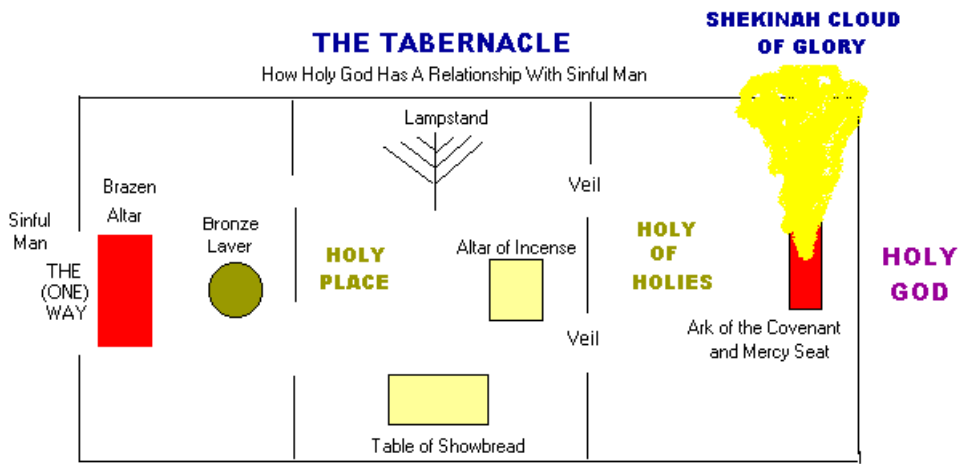 SHEKINAH CLOUD
OF GLORY
THE TABERNACLE
How Holy God Has A Relationship With Sinful Man
Lampstand
Brazen
Altar
Veil
Sinful
Man
Bronze
Laver
HOLY
PLACE
Altar of Incense
HOLY
OF
HOLIES
HOLY
GOD
THE
(ONE)
WAY
Veil
Ark of the Covenant
and Mercy Seat
Table of Showbread